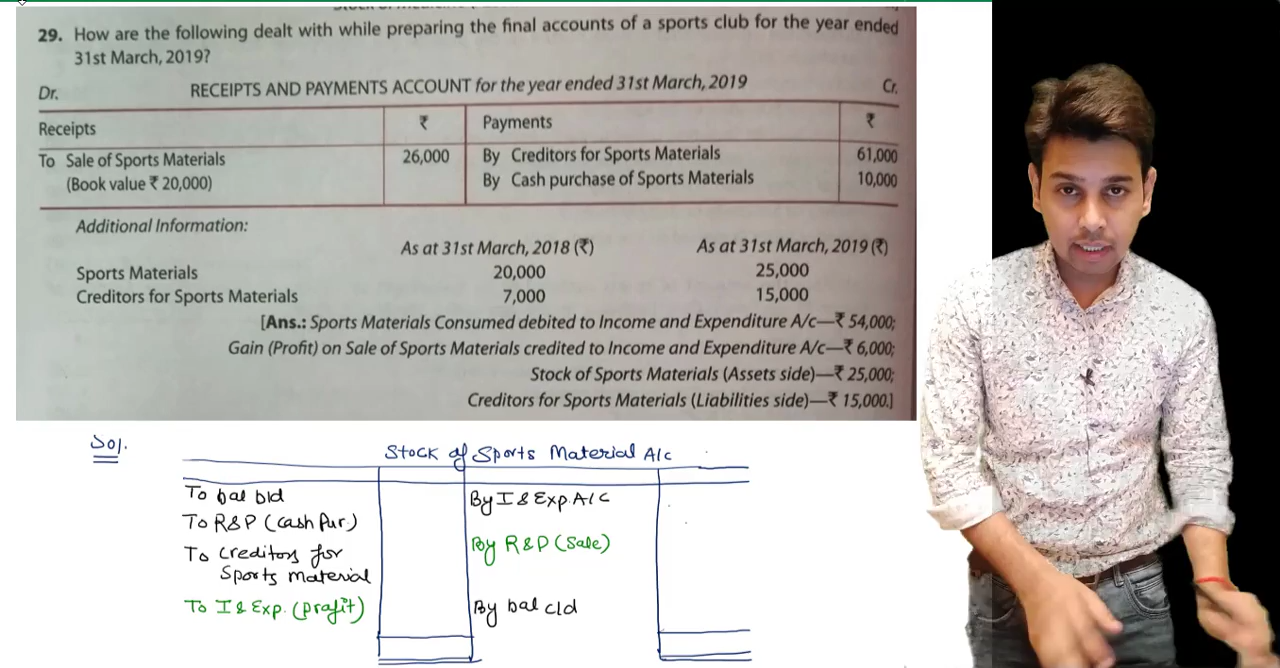 29. How are the following dealt with while preparing the final accounts of a sports club for the year ended
31st March, 2019?
Dr. RECEIPTS AND PAYMENTS ACCOUNT for the year ended 31st March, 2019 Cr.
Receipts ₹ Payments ₹
To Sale of Sports Materials 26,000 By Creditors for Sports Materials 61,000
(Book value ₹ 20,000) By Cash purchase of Sports Materials 10,000
Additional Information:
As at 31st March, 2018 (₹) As at 31st March, 2019 (₹)
Sports Materials 20,000 25,000
Creditors for Sports Materials 7,000 15,000
[Ans.: Sports Materials Consumed debited to Income and Expenditure A/c—₹ 54,000;
Gain (Profit) on Sale of Sports Materials credited to Income and Expenditure A/c—₹ 6,000;
Stock of Sports Materials (Assets side)—₹ 25,000;
Creditors for Sports Materials (Liabilities side)—₹ 15,000.]
Sol.
Stock of Sports Material A/c
To bal b/d By I & Exp. A/C
To R&P (Cash Pur.)
To Creditors for By R&P (Sale)
Sports material
To I & Exp. (Profit) By bal c/d